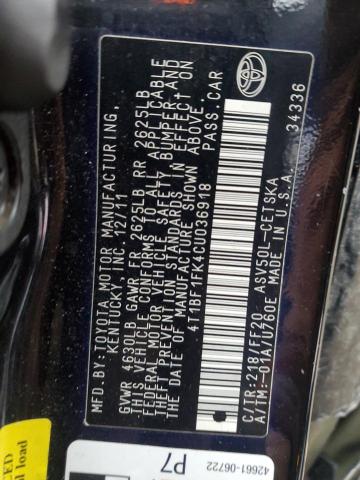 MFD.BY: TOYOTA MOTOR MANUFACTURING,
KENTUCKY, INC. 12/11
GVWR 4630LB GAWR FR 2625LB RR 2625LB
THIS VEHICLE CONFORMS TO ALL APPLICABLE
FEDERAL MOTOR VEHICLE SAFETY, BUMPER, AND
THEFT PREVENTION STANDARDS IN EFFECT ON
THE DATE OF MANUFACTURE SHOWN ABOVE.
4T1BF1FK4CU036918 PASS.CAR
C/TR:218/FF20 ASV50L-CETSKA
A/TM:-01A/U760E MADE IN U.S.A.
34336
42661-06722
P7
al load